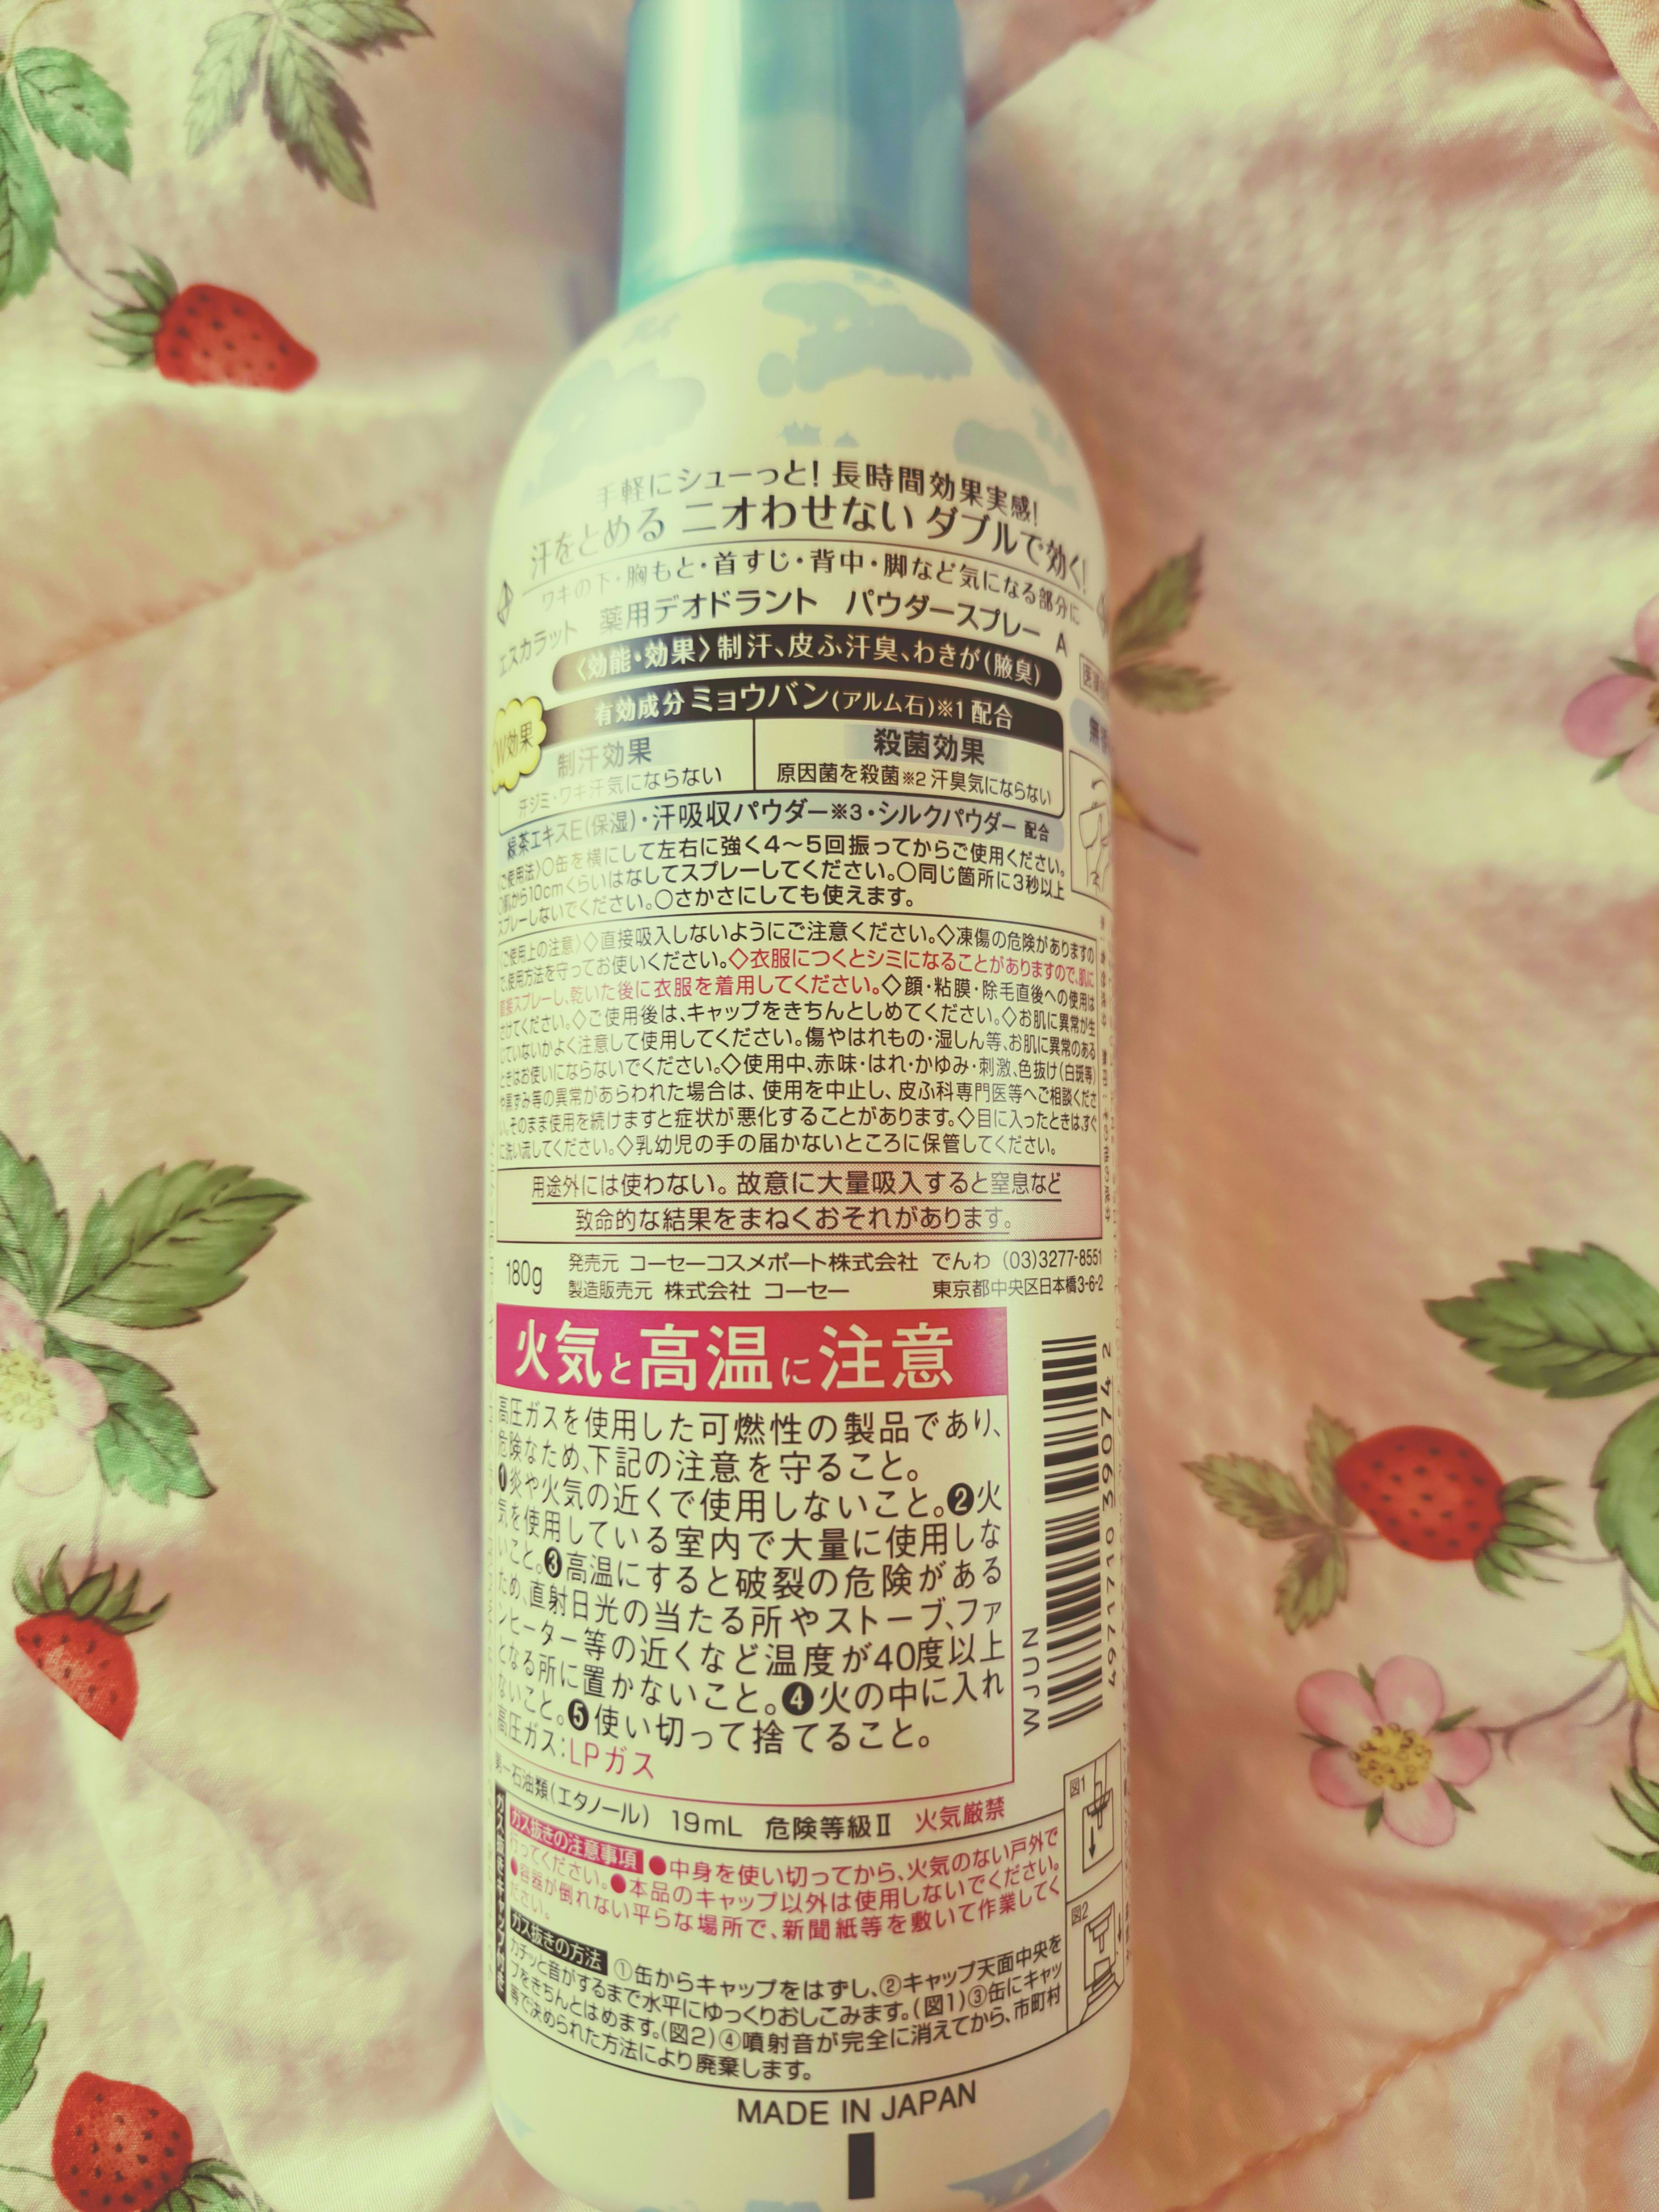 手軽にシューっと！長時間効果実感！
汗をとめる ニオわせない ダブルで効く！
ワキの下・胸もと・首すじ・背中・脚など気になる部分に
エスカラット 薬用デオドラント パウダースプレー A
〈効能・効果〉制汗、皮ふ汗臭、わきが（腋臭）
有効成分ミョウバン（アルム石）※1配合
W効果
制汗効果
汗ジミ・ワキ汗気にならない
殺菌効果
原因菌を殺菌※2 汗臭気にならない
緑茶エキスE（保湿）・汗吸収パウダー※3・シルクパウダー 配合
〈ご使用法〉○缶を横にして左右に強く4～5回振ってからご使用ください。
○肌から10cmくらいはなしてスプレーしてください。○同じ箇所に3秒以上
スプレーしないでください。○さかさにしても使えます。
〈ご使用上の注意〉◇直接吸入しないようにご注意ください。◇凍傷の危険がありますの
で、使用方法を守ってお使いください。◇衣服につくとシミになることがありますので、肌に
直接スプレーし、乾いた後に衣服を着用してください。◇顔・粘膜・除毛直後への使用は
さけてください。◇ご使用後は、キャップをきちんとしめてください。◇お肌に異常が生
じていないかよく注意して使用してください。傷やはれもの・湿しん等、お肌に異常のある
ときはお使いにならないでください。◇使用中、赤味・はれ・かゆみ・刺激、色抜け（白斑等）
や黒ずみ等の異常があらわれた場合は、使用を中止し、皮ふ科専門医等へご相談くださ
い。そのまま使用を続けますと症状が悪化することがあります。◇目に入ったときは、すぐ
に洗い流してください。◇乳幼児の手の届かないところに保管してください。
用途外には使わない。故意に大量吸入すると窒息など
致命的な結果をまねくおそれがあります。
180g 発売元 コーセーコスメポート株式会社 でんわ (03)3277-8551
製造販売元 株式会社 コーセー 東京都中央区日本橋3-6-2
火気と高温に注意
高圧ガスを使用した可燃性の製品であり、
危険なため、下記の注意を守ること。
❶炎や火気の近くで使用しないこと。❷火
気を使用している室内で大量に使用しな
いこと。❸高温にすると破裂の危険がある
ため、直射日光の当たる所やストーブ、ファ
ンヒーター等の近くなど温度が40度以上
となる所に置かないこと。❹火の中に入れ
ないこと。❺使い切って捨てること。
高圧ガス：LPガス
WJUN
4971710 390742
第一石油類（エタノール） 19mL 危険等級Ⅱ 火気厳禁
ガス抜きの注意事項 ●中身を使い切ってから、火気のない戸外で
行ってください。●本品のキャップ以外は使用しないでください。
●容器が倒れない平らな場所で、新聞紙等を敷いて作業してく
ださい。
ガス抜きの方法 ①缶からキャップをはずし、②キャップ天面中央を
カチッと音がするまで水平にゆっくりおしこみます。（図1）③缶にキャッ
プをきちんとはめます。（図2）④噴射音が完全に消えてから、市町村
等で決められた方法により廃棄します。
図1
図2
MADE IN JAPAN